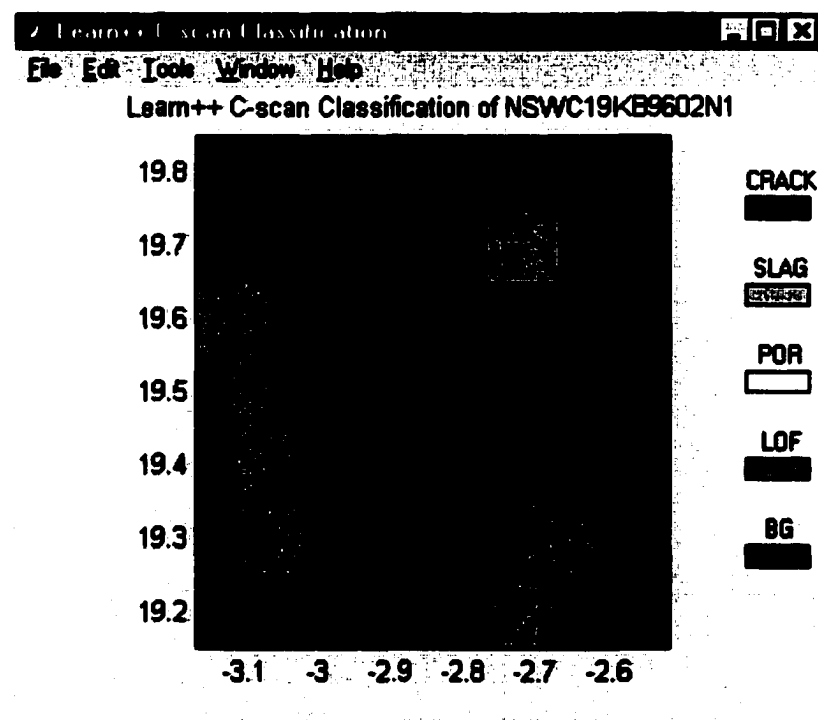 Learn++ C-scan Classification
File Edit Tools Window Help
Learn++ C-scan Classification of NSWC19KB9602N1
19.8
CRACK
19.7
SLAG
19.6
POR
19.5
LOF
19.4
BG
19.3
19.2
-3.1 -3 -2.9 -2.8 -2.7 -2.6